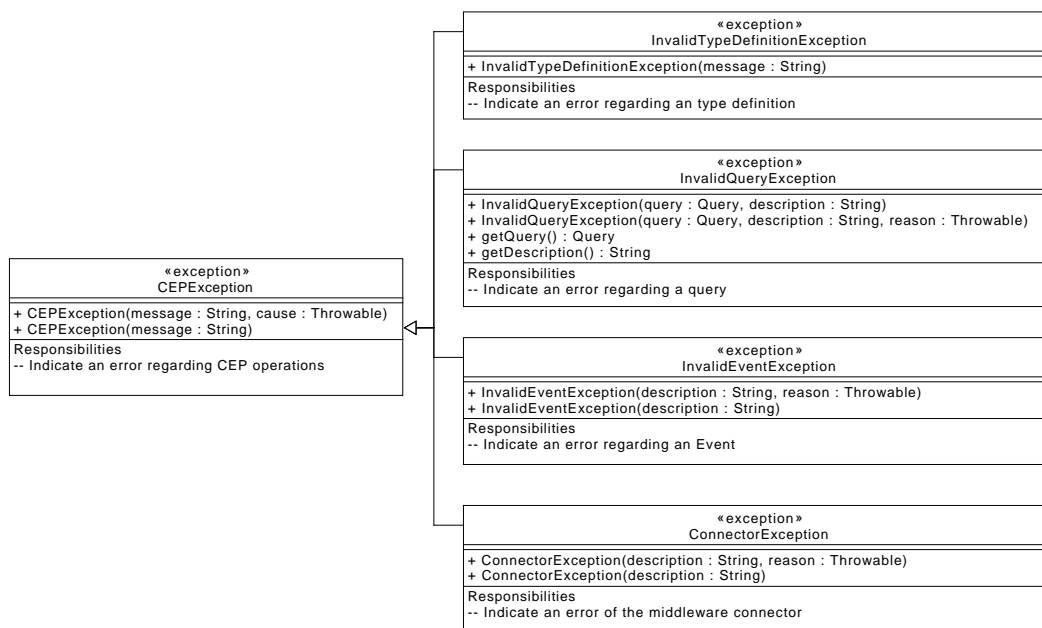 «exception»
InvalidTypeDefinitionException
+ InvalidTypeDefinitionException(message : String)
Responsibilities
-- Indicate an error regarding an type definition
«exception»
InvalidQueryException
+ InvalidQueryException(query : Query, description : String)
+ InvalidQueryException(query : Query, description : String, reason : Throwable)
+ getQuery() : Query
+ getDescription() : String
Responsibilities
-- Indicate an error regarding a query
«exception»
CEPException
+ CEPException(message : String, cause : Throwable)
+ CEPException(message : String)
Responsibilities
-- Indicate an error regarding CEP operations
«exception»
InvalidEventException
+ InvalidEventException(description : String, reason : Throwable)
+ InvalidEventException(description : String)
Responsibilities
-- Indicate an error regarding an Event
«exception»
ConnectorException
+ ConnectorException(description : String, reason : Throwable)
+ ConnectorException(description : String)
Responsibilities
-- Indicate an error of the middleware connector